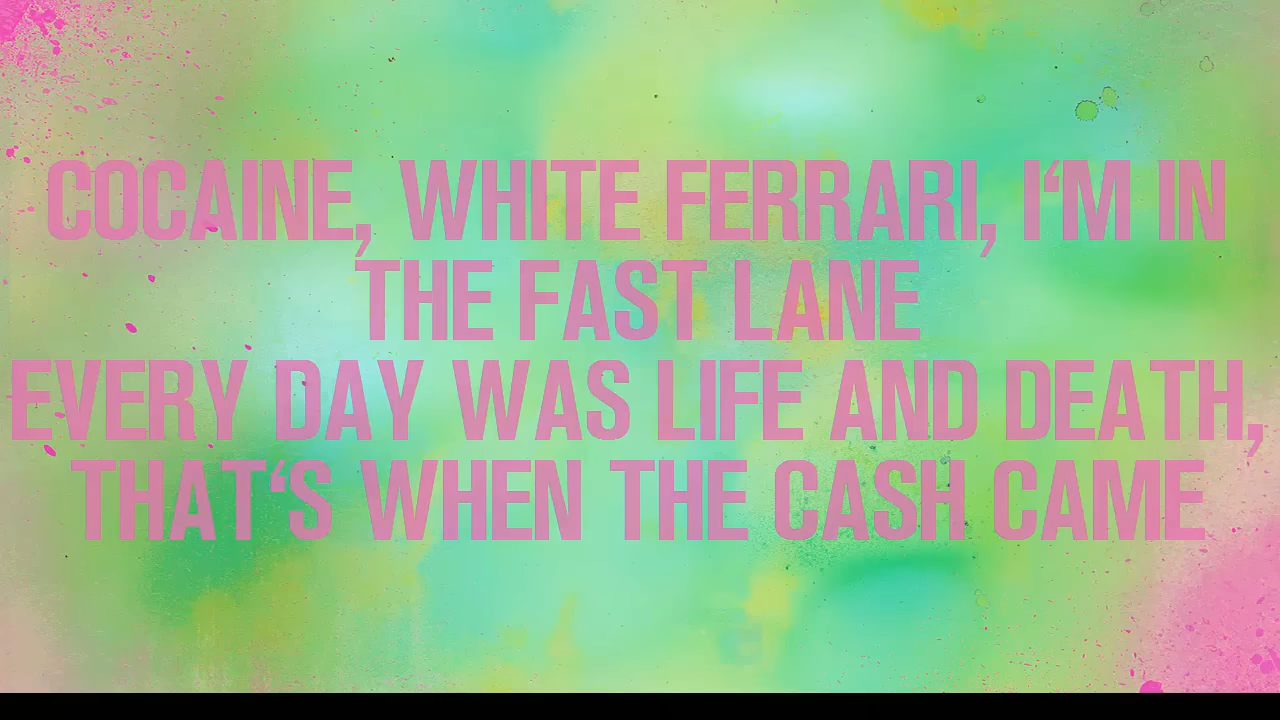 COCAINE, WHITE FERRARI, I‘M IN
THE FAST LANE
EVERY DAY WAS LIFE AND DEATH,
THAT‘S WHEN THE CASH CAME